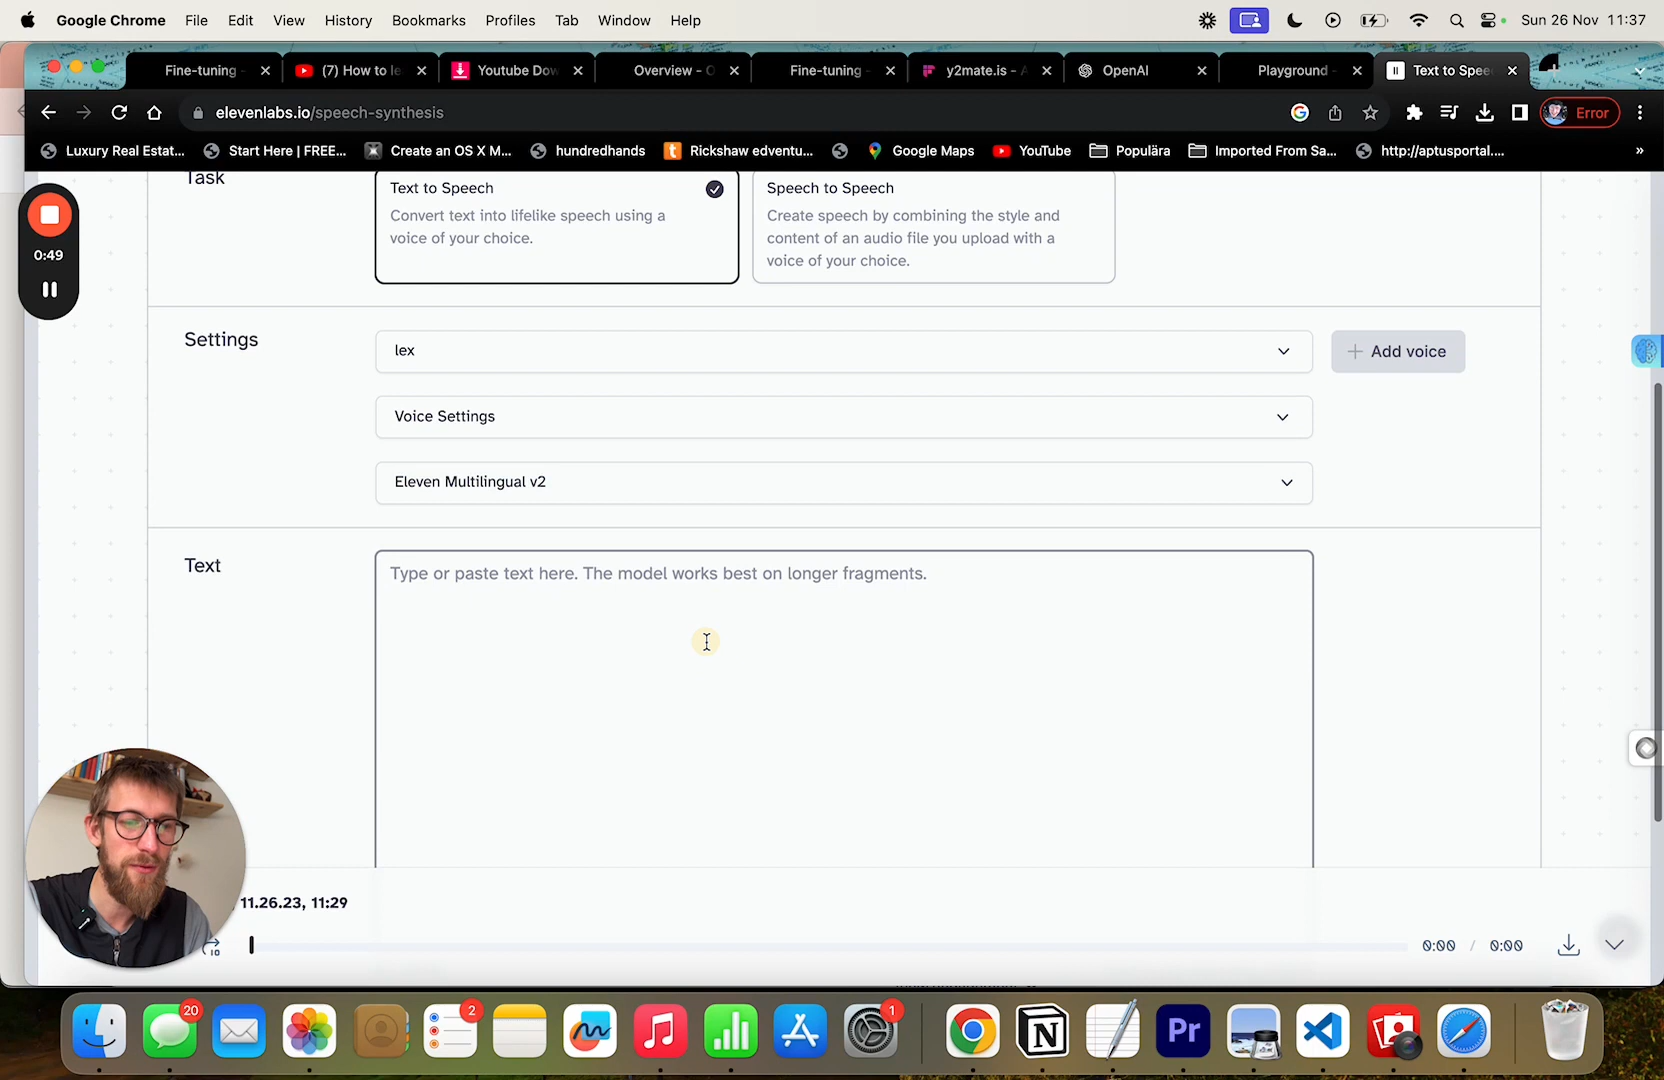 Google Chrome File Edit View History Bookmarks Profiles Tab Window Help Sun 26 Nov 11:37
Fine-tuning - (7) How to le Youtube Dow Overview - O Fine-tuning - y2mate.is - A OpenAI Playground - Text to Spee
elevenlabs.io/speech-synthesis Error
Luxury Real Estat... Start Here | FREE... Create an OS X M... hundredhands Rickshaw edventu... Google Maps YouTube Populära Imported From Sa... http://aptusportal.... »
Task
Text to Speech
Convert text into lifelike speech using a
voice of your choice.
Speech to Speech
Create speech by combining the style and
content of an audio file you upload with a
voice of your choice.
0:49
Settings
lex
Add voice
Voice Settings
Eleven Multilingual v2
Text
Type or paste text here. The model works best on longer fragments.
11.26.23, 11:29
10
0:00 / 0:00
20
2
1
N
Pr